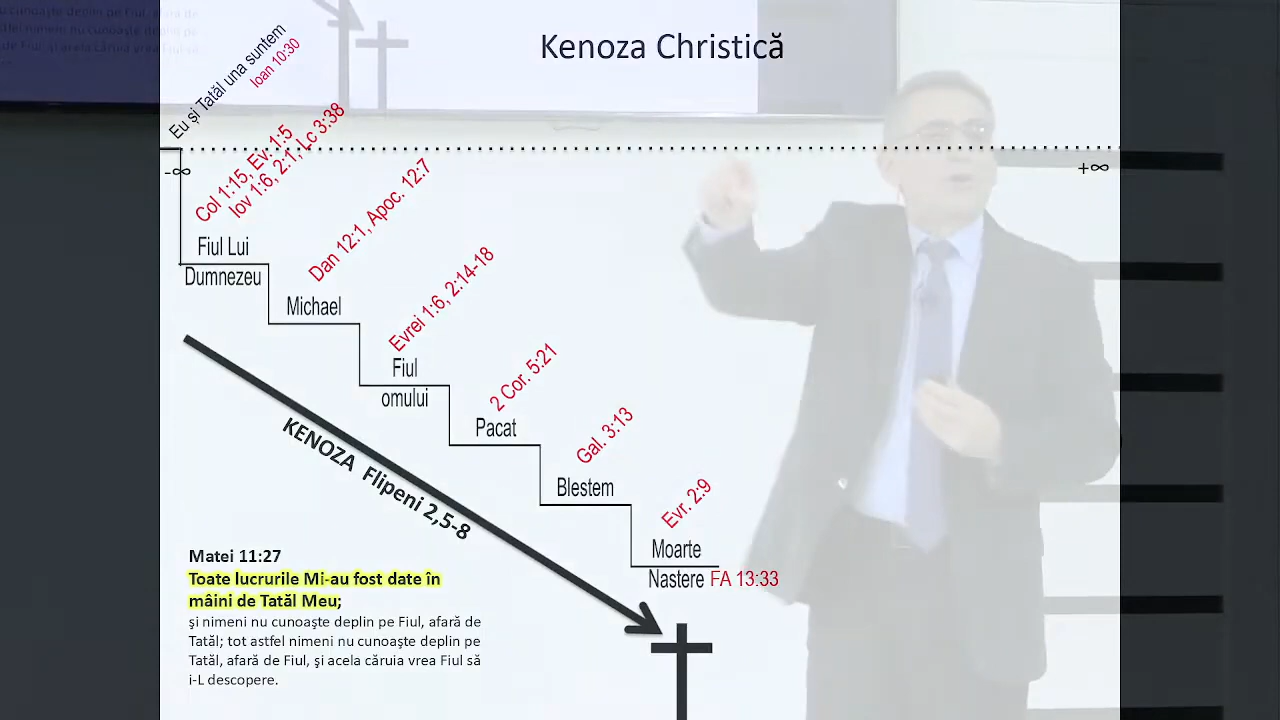 Kenoza Christică
Eu și Tatăl una suntem
Ioan 10:30
-∞
+∞
Col 1:15, Ev. 1:5
Iov 1:6, 2:1, Lc 3:38
Fiul Lui
Dumnezeu
Dan 12:1, Apoc. 12:7
Michael
Evrei 1:6, 2:14-18
Fiul
omului
2 Cor. 5:21
Pacat
Gal. 3:13
Blestem
Evr. 2:9
Moarte
Nastere FA 13:33
KENOZA Flipeni 2,5-8
Matei 11:27
Toate lucrurile Mi-au fost date în
mâini de Tatăl Meu;
şi nimeni nu cunoaşte deplin pe Fiul, afară de
Tatăl; tot astfel nimeni nu cunoaşte deplin pe
Tatăl, afară de Fiul, şi acela căruia vrea Fiul să
i-L descopere.